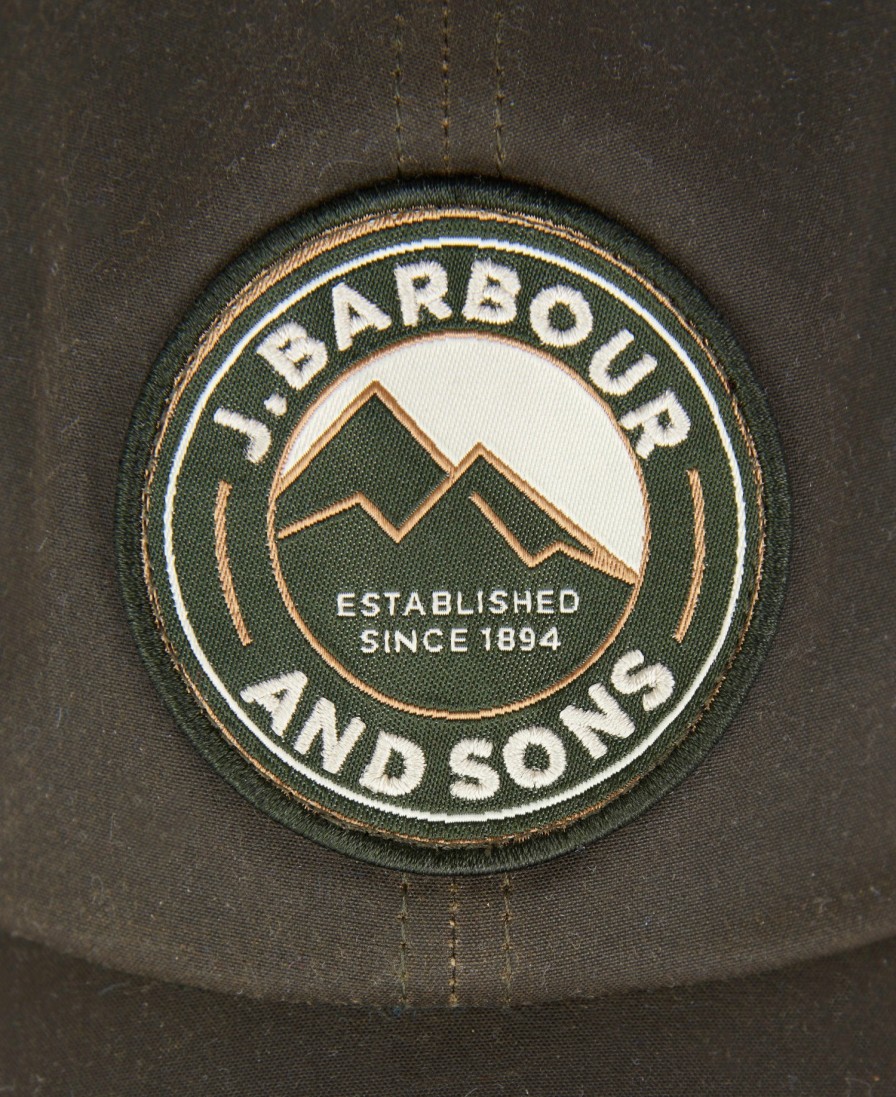 J.BARBOUR
ESTABLISHED
SINCE 1894
AND SONS